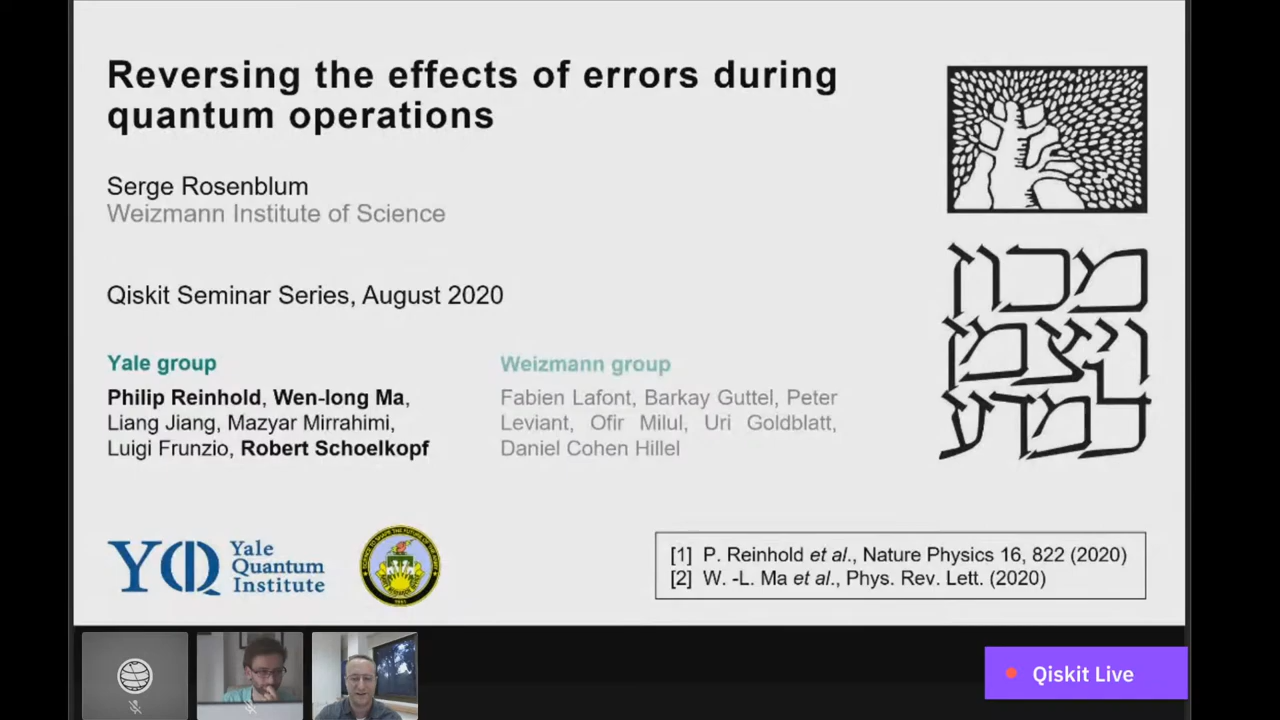 Reversing the effects of errors during
quantum operations
Serge Rosenblum
Weizmann Institute of Science
Qiskit Seminar Series, August 2020
Yale group
Philip Reinhold, Wen-long Ma,
Liang Jiang, Mazyar Mirrahimi,
Luigi Frunzio, Robert Schoelkopf
Weizmann group
Fabien Lafont, Barkay Guttel, Peter
Leviant, Ofir Milul, Uri Goldblatt,
Daniel Cohen Hillel
מכון
ויצמן
למדע
YQI
Yale
Quantum
Institute
[1] P. Reinhold et al., Nature Physics 16, 822 (2020)
[2] W. -L. Ma et al., Phys. Rev. Lett. (2020)
Qiskit Live